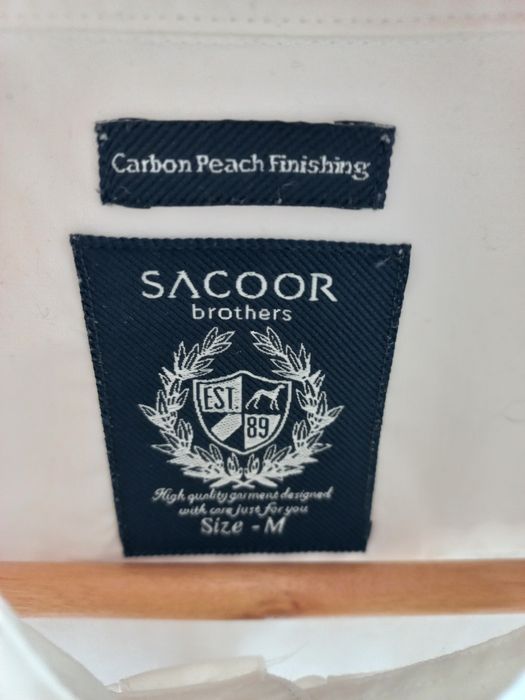 Carbon Peach Finishing
SACOOR
brothers
EST.
89
High quality garment designed
with care just for you
Size - M